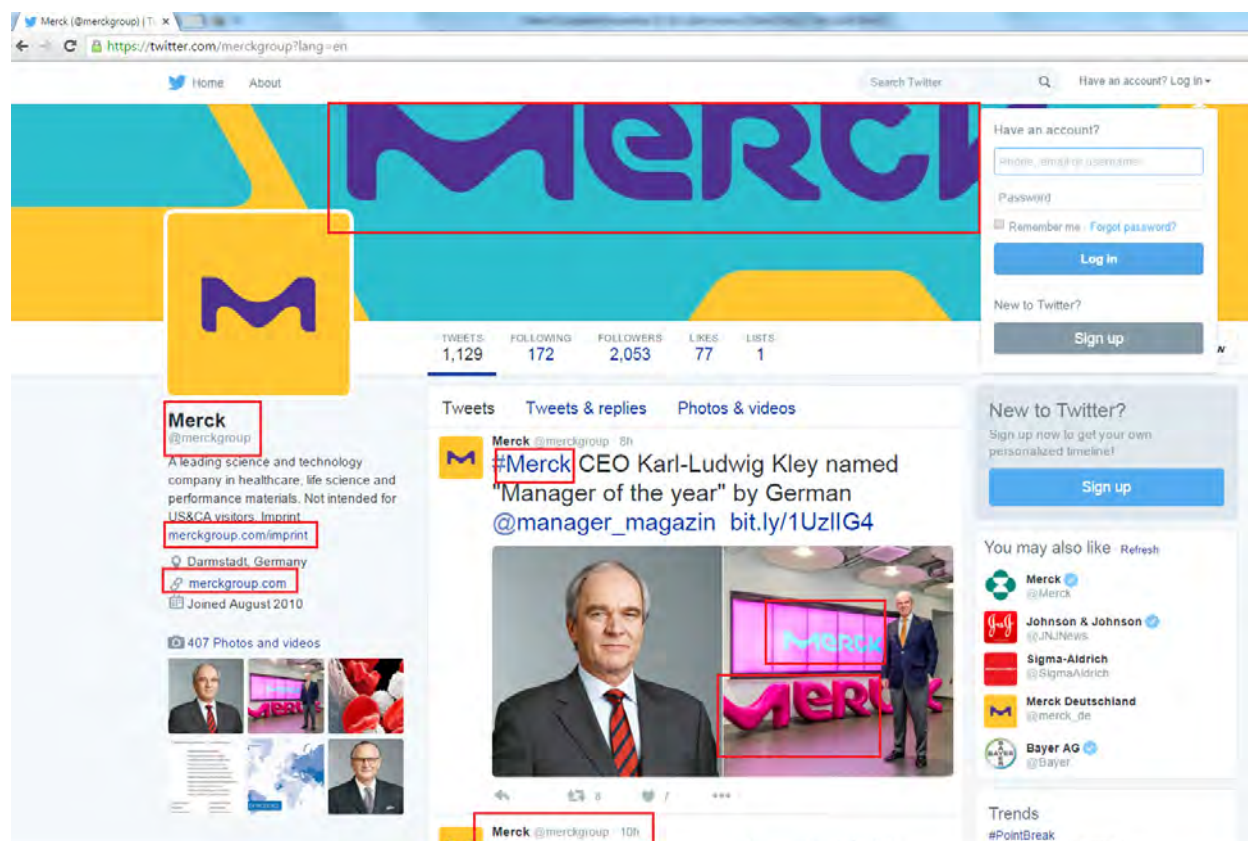 Merck (@merckgroup) | T
https://twitter.com/merckgroup?lang=en
Home About
Search Twitter
Have an account? Log in
MERCK
Have an account?
Phone, email or username
Password
Remember me · Forgot password?
Log in
New to Twitter?
Sign up
TWEETS FOLLOWING FOLLOWERS LIKES LISTS
1,129 172 2,053 77 1
Merck
@merckgroup
A leading science and technology
company in healthcare, life science and
performance materials. Not intended for
US&CA visitors. Imprint
merckgroup.com/imprint
Darmstadt, Germany
merckgroup.com
Joined August 2010
407 Photos and videos
Tweets Tweets & replies Photos & videos
Merck @merckgroup · 8h
#Merck CEO Karl-Ludwig Kley named
"Manager of the year" by German
@manager_magazin bit.ly/1UzlIG4
MERCK
MERCK
8 7
Merck @merckgroup · 10h
New to Twitter?
Sign up now to get your own
personalized timeline!
Sign up
You may also like · Refresh
Merck
@Merck
Johnson & Johnson
@JNJNews
Sigma-Aldrich
@SigmaAldrich
Merck Deutschland
@merck_de
Bayer AG
@Bayer
Trends
#PointBreak